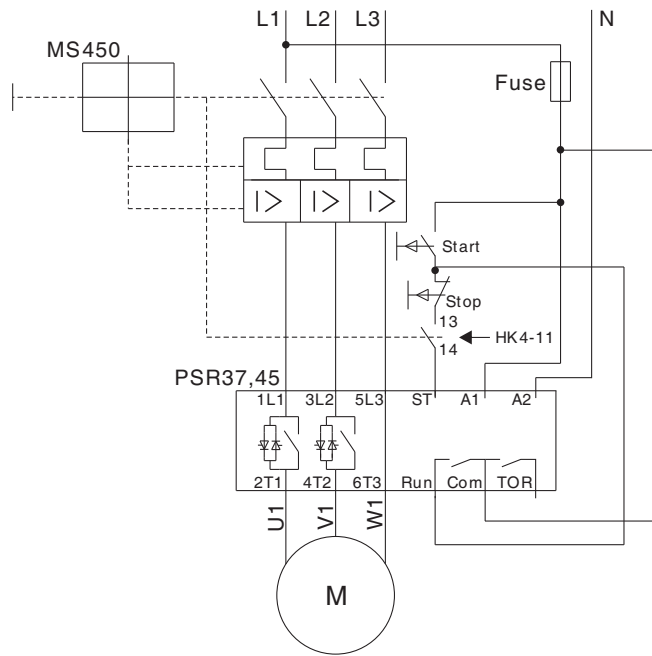 L1 L2 L3 N
MS450
Fuse
I> I> I>
Start
Stop
13
HK4-11
14
PSR37,45
1L1 3L2 5L3 ST A1 A2
2T1 4T2 6T3 Run Com TOR
U1 V1 W1
M